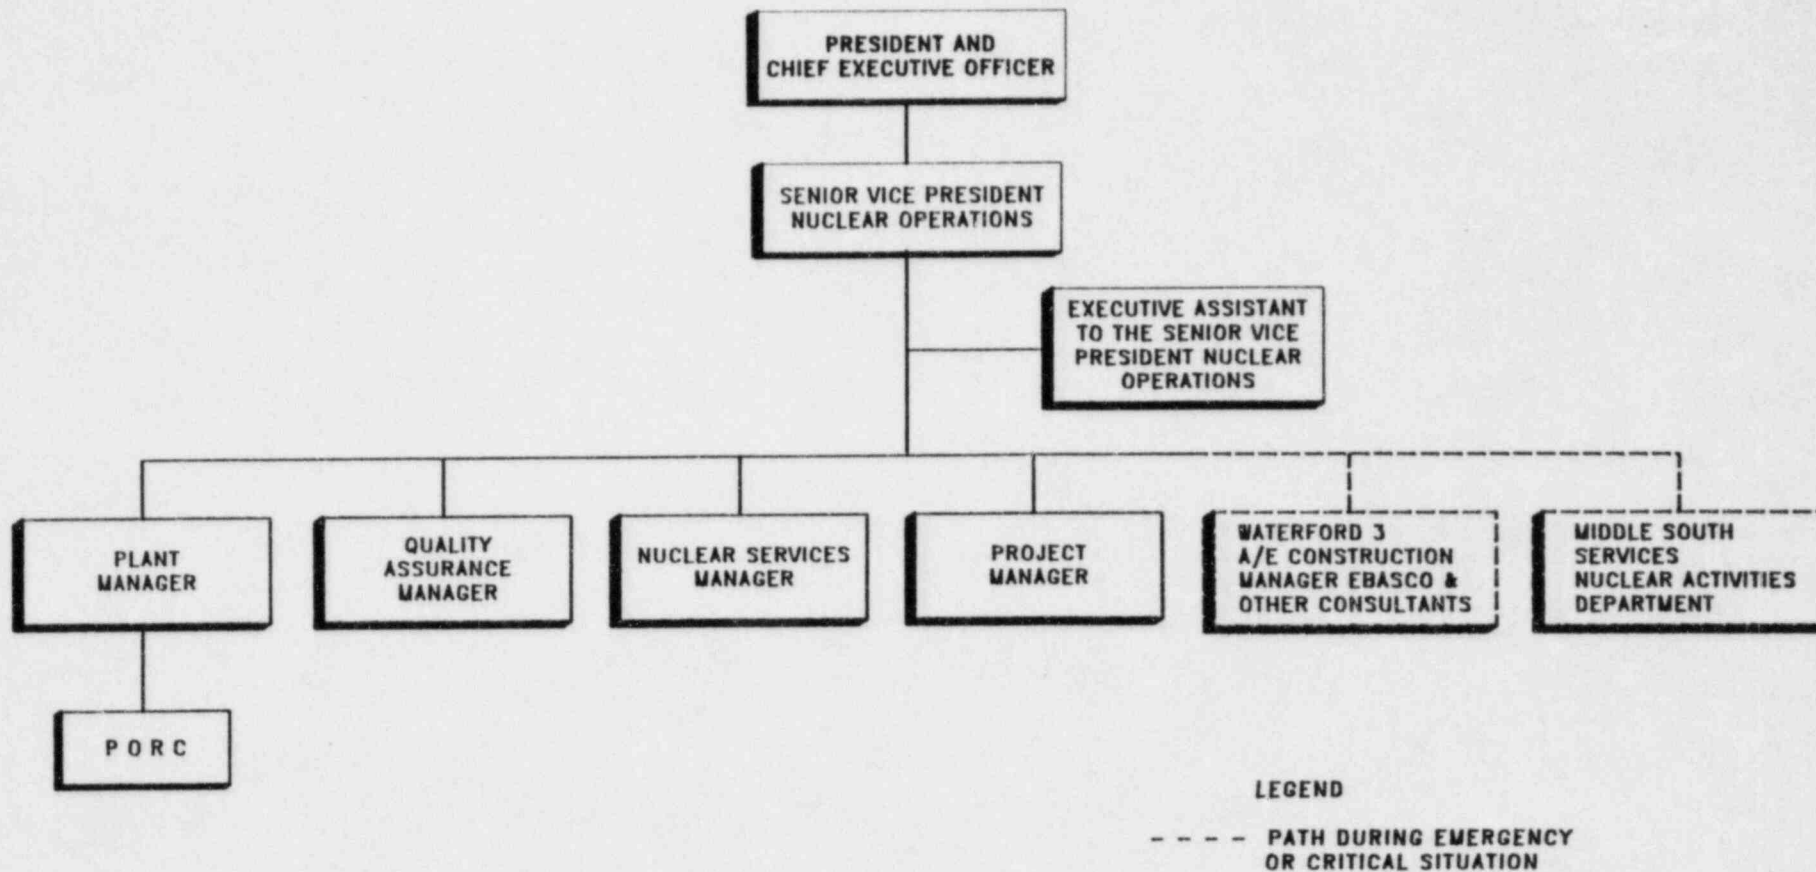 PRESIDENT AND
CHIEF EXECUTIVE OFFICER
SENIOR VICE PRESIDENT
NUCLEAR OPERATIONS
EXECUTIVE ASSISTANT
TO THE SENIOR VICE
PRESIDENT NUCLEAR
OPERATIONS
PLANT
MANAGER
QUALITY
ASSURANCE
MANAGER
NUCLEAR SERVICES
MANAGER
PROJECT
MANAGER
WATERFORD 3
A/E CONSTRUCTION
MANAGER EBASCO &
OTHER CONSULTANTS
MIDDLE SOUTH
SERVICES
NUCLEAR ACTIVITIES
DEPARTMENT
P O R C
LEGEND
- - - - PATH DURING EMERGENCY
OR CRITICAL SITUATION